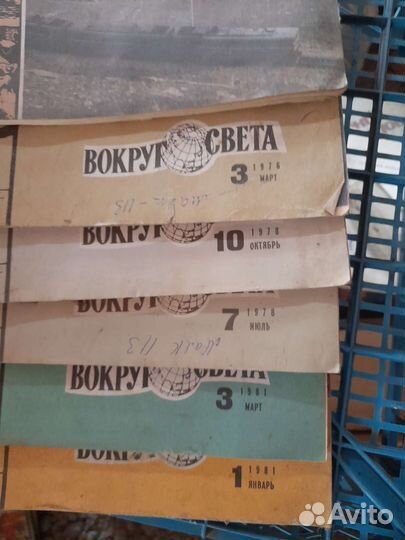 ВОКРУГ СВЕТА
3 1976
МАРТ
ВОКРУГ
10 1978
ОКТЯБРЬ
7 1978
ИЮЛЬ
113
ВОКРУГ СВЕТА
3 1981
МАРТ
ВОКРУГ
1 1981
ЯНВАРЬ
Avito